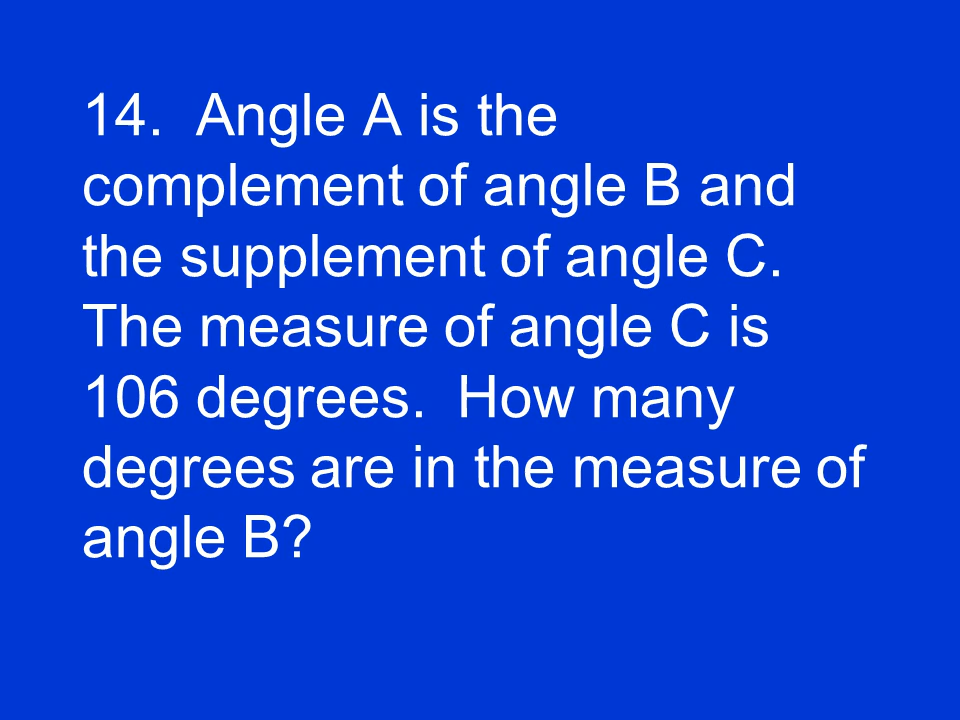 14.  Angle A is the
complement of angle B and
the supplement of angle C.
The measure of angle C is
106 degrees.  How many
degrees are in the measure of
angle B?